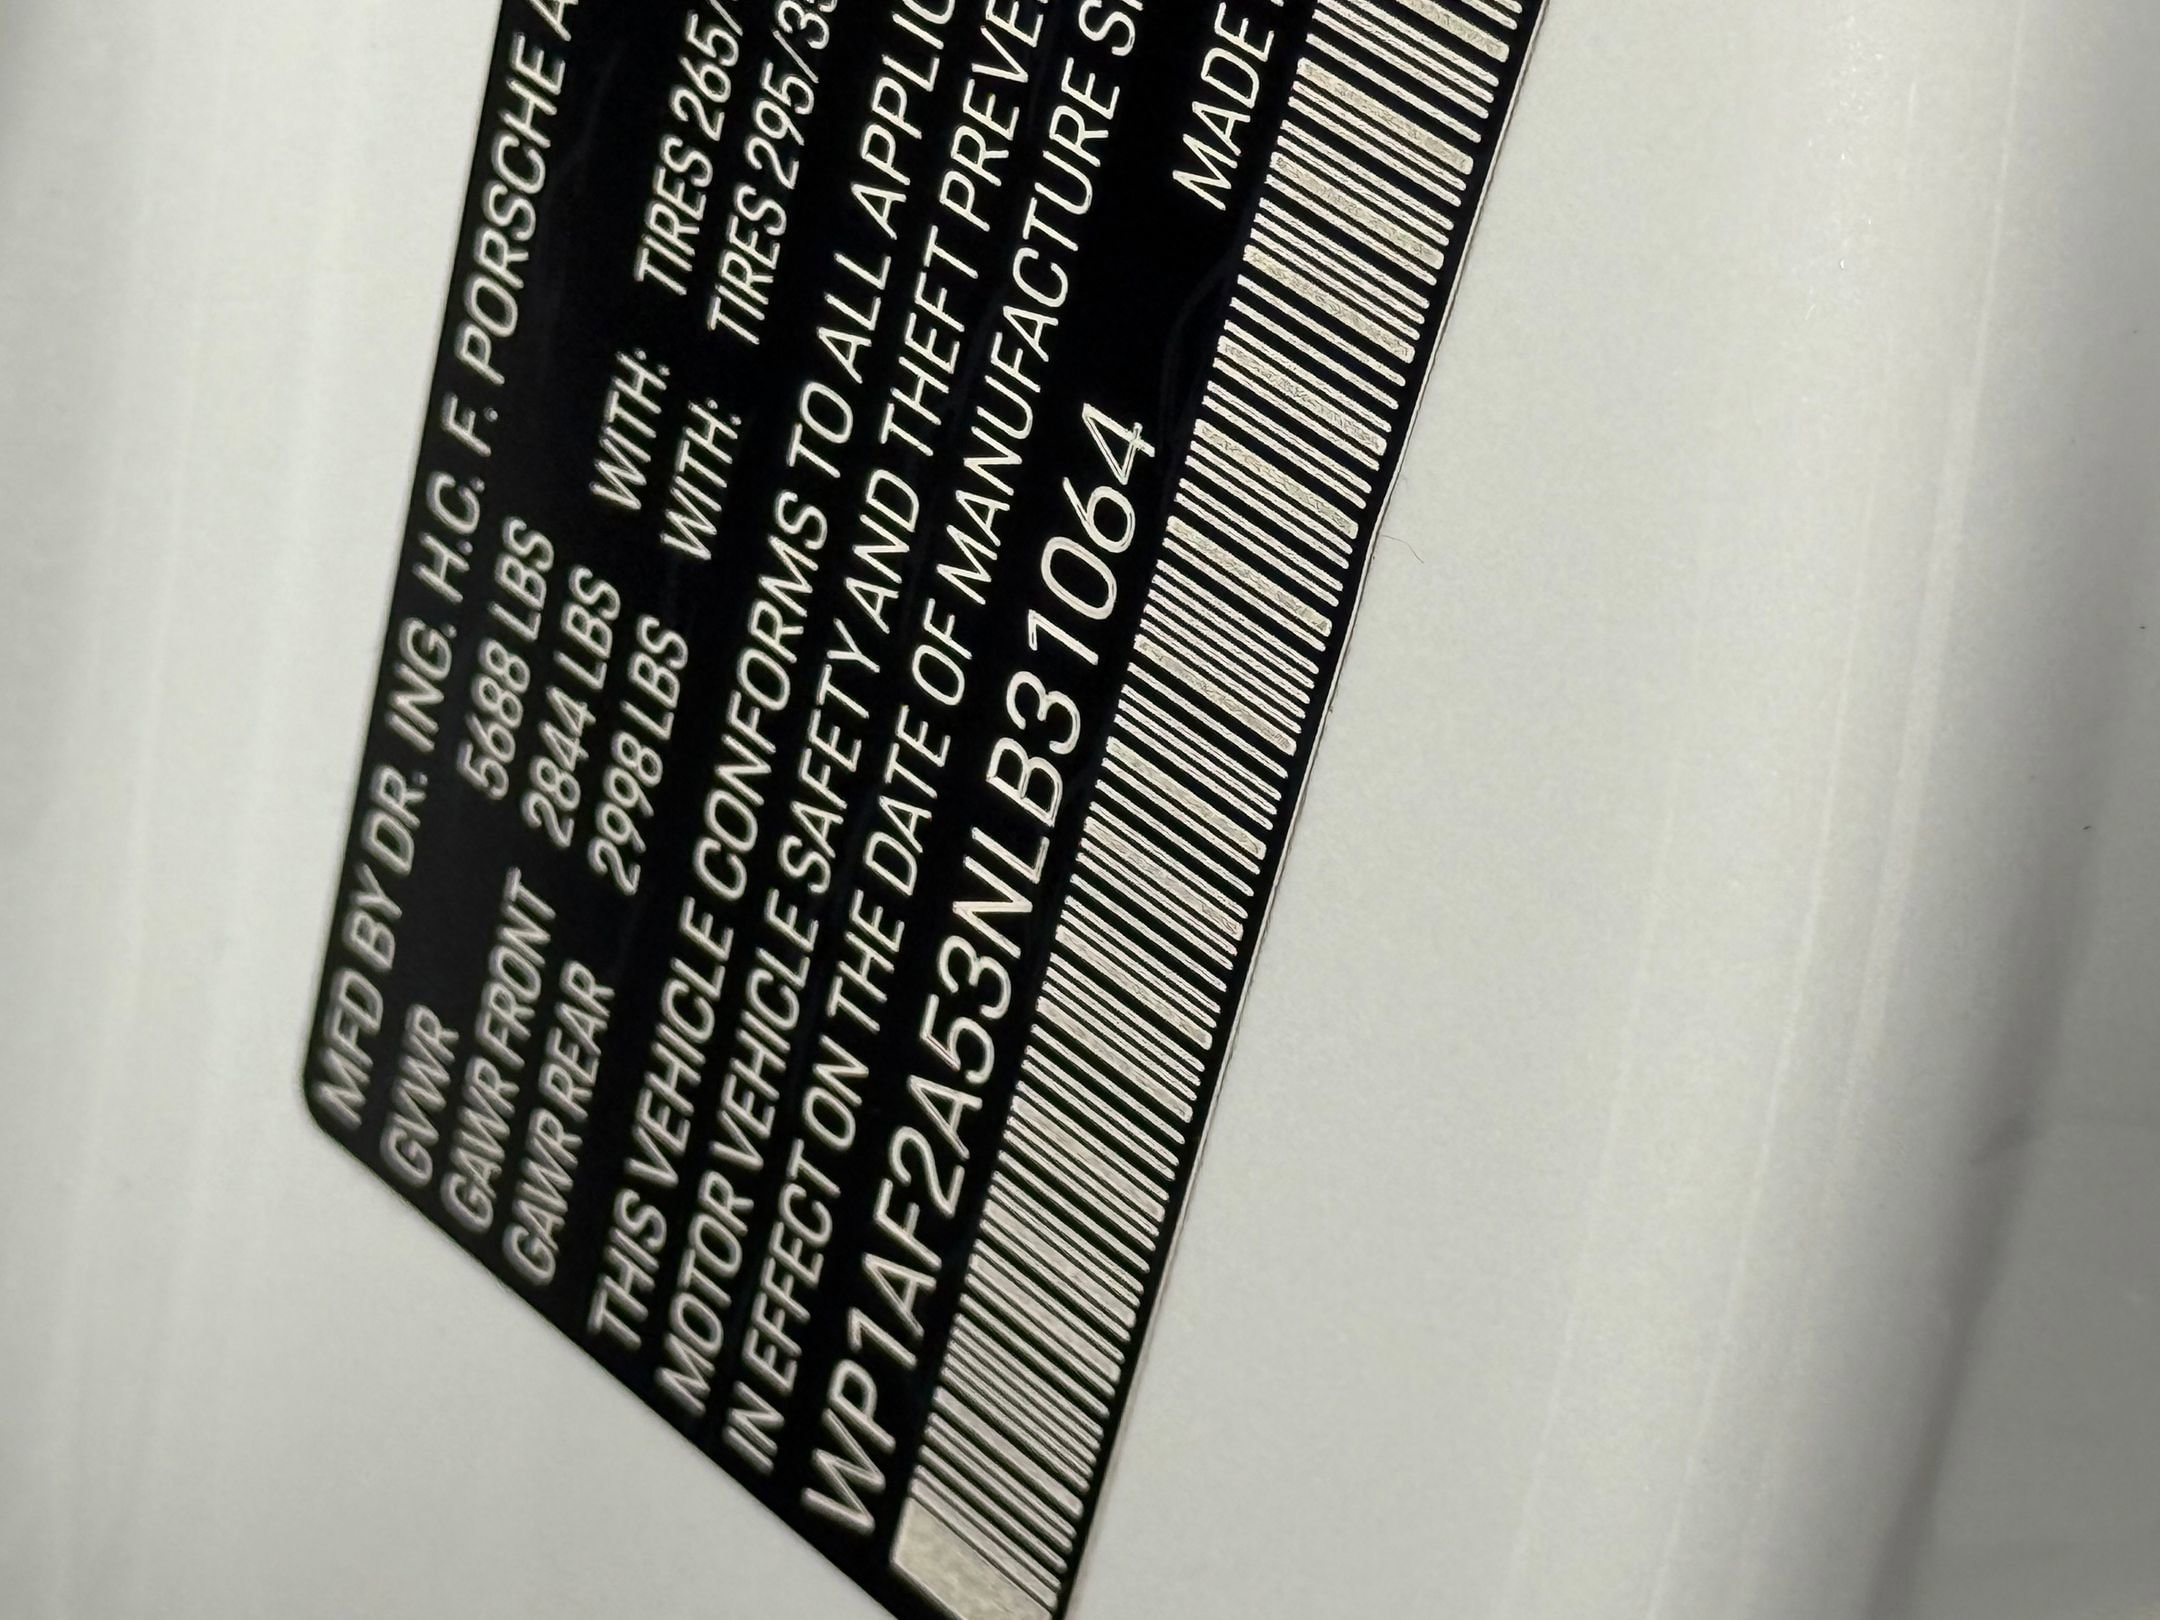 MFD BY DR. ING. H.C. F. PORSCHE
GVWR 5688 LBS
GAWR FRONT 2844 LBS WITH: TIRES 265/
GAWR REAR 2998 LBS WITH: TIRES 295/35
THIS VEHICLE CONFORMS TO ALL APPLIC
MOTOR VEHICLE SAFETY AND THEFT PREVE
IN EFFECT ON THE DATE OF MANUFACTURE S
WP1AF2A53NLB31064 MADE